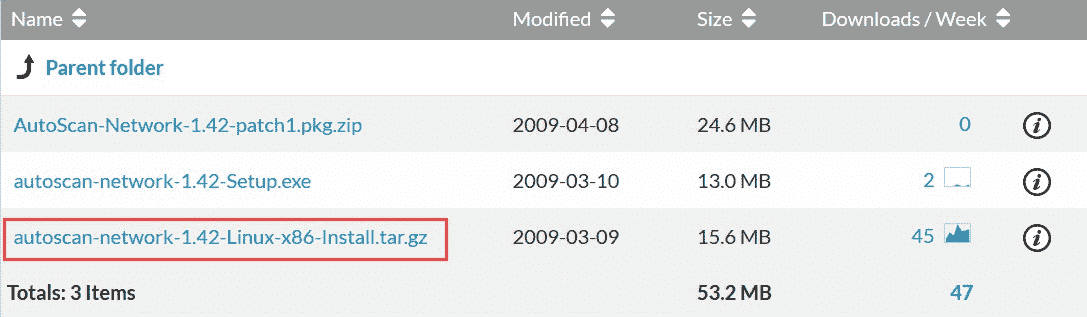 Name Modified Size Downloads / Week
Parent folder
AutoScan-Network-1.42-patch1.pkg.zip 2009-04-08 24.6 MB 0
autoscan-network-1.42-Setup.exe 2009-03-10 13.0 MB 2
autoscan-network-1.42-Linux-x86-Install.tar.gz 2009-03-09 15.6 MB 45
Totals: 3 Items 53.2 MB 47